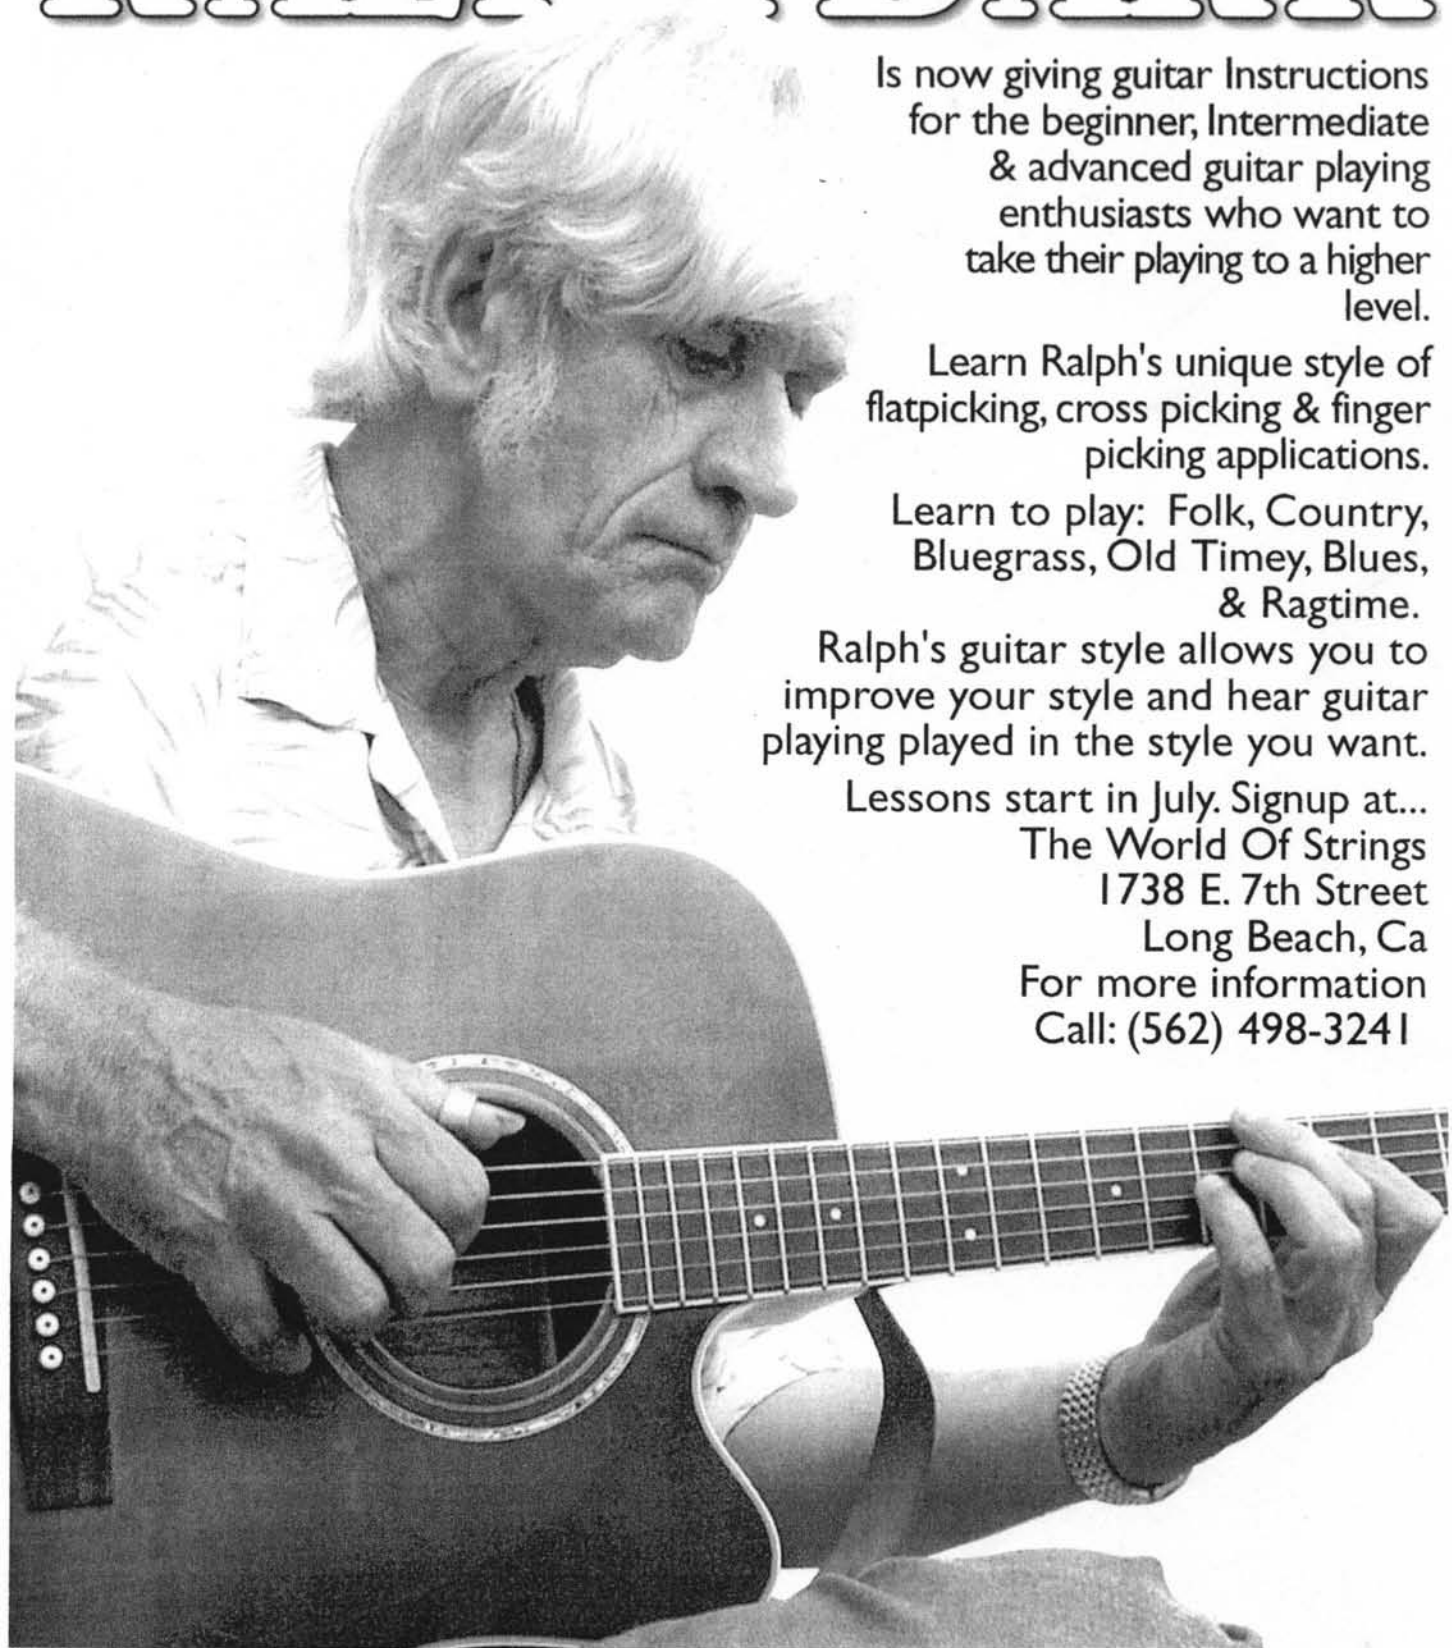 Is now giving guitar Instructions
for the beginner, Intermediate
& advanced guitar playing
enthusiasts who want to
take their playing to a higher
level.
Learn Ralph's unique style of
flatpicking, cross picking & finger
picking applications.
Learn to play: Folk, Country,
Bluegrass, Old Timey, Blues,
& Ragtime.
Ralph's guitar style allows you to
improve your style and hear guitar
playing played in the style you want.
Lessons start in July. Signup at...
The World Of Strings
1738 E. 7th Street
Long Beach, Ca
For more information
Call: (562) 498-3241